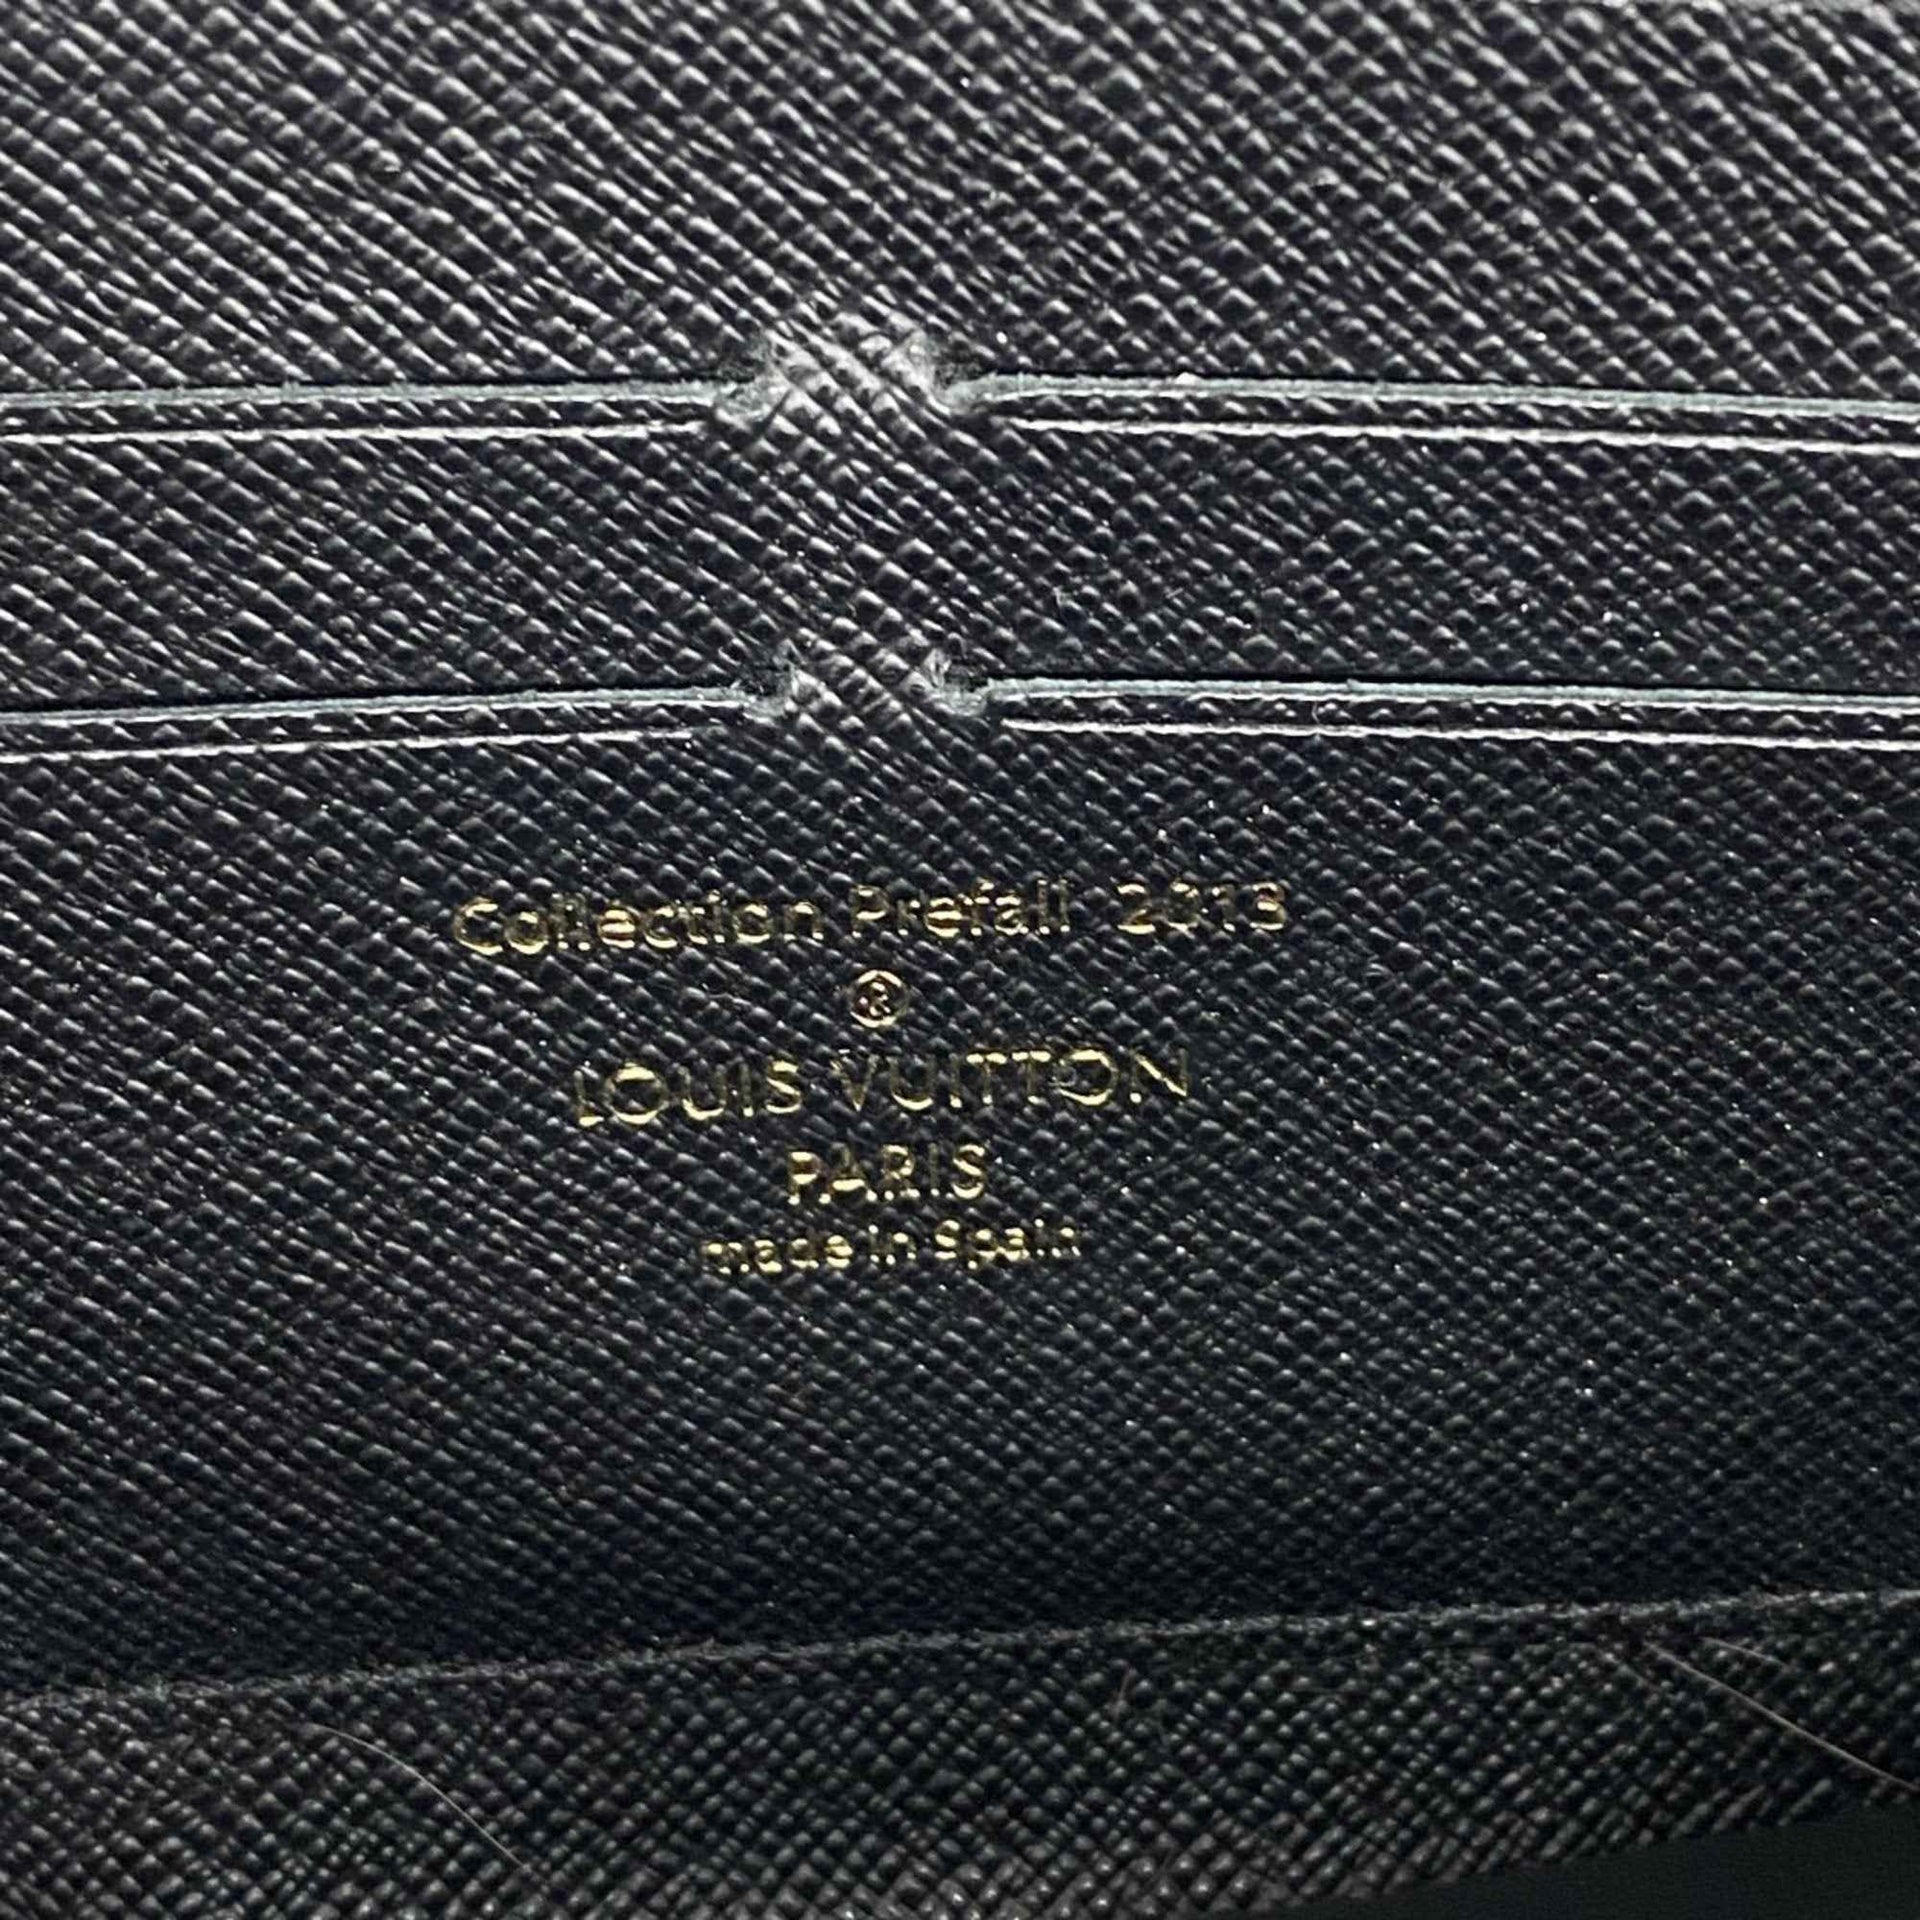 Collection Prefall 2013
®
LOUIS VUITTON
PARIS
made in Spain